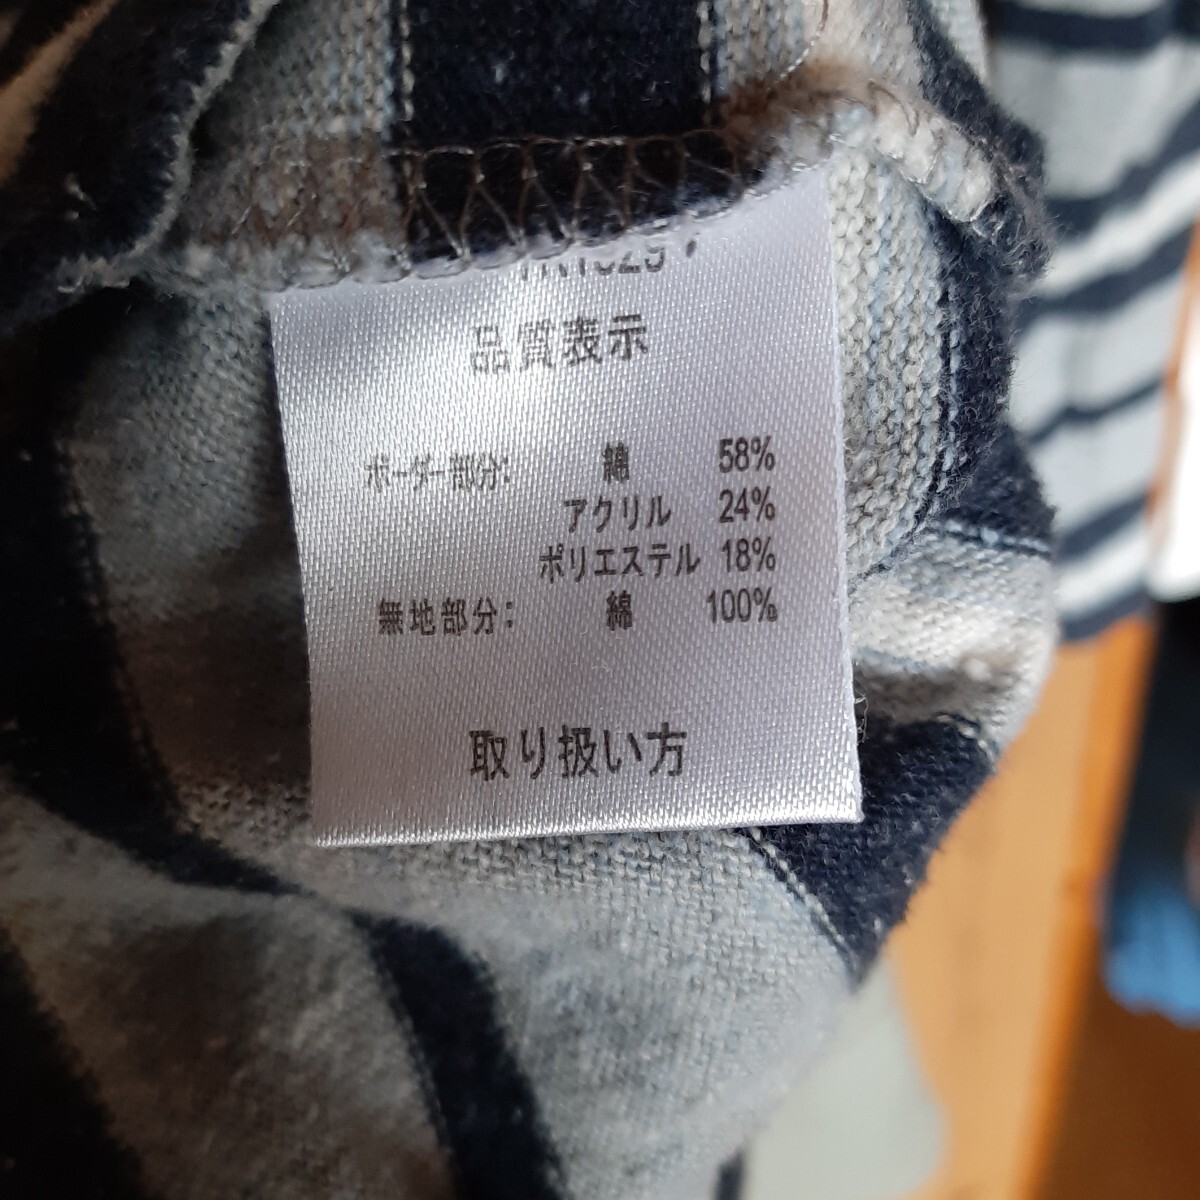 品質表示
ボーダー部分： 綿 58%
アクリル 24%
ポリエステル 18%
無地部分： 綿 100%
取り扱い方